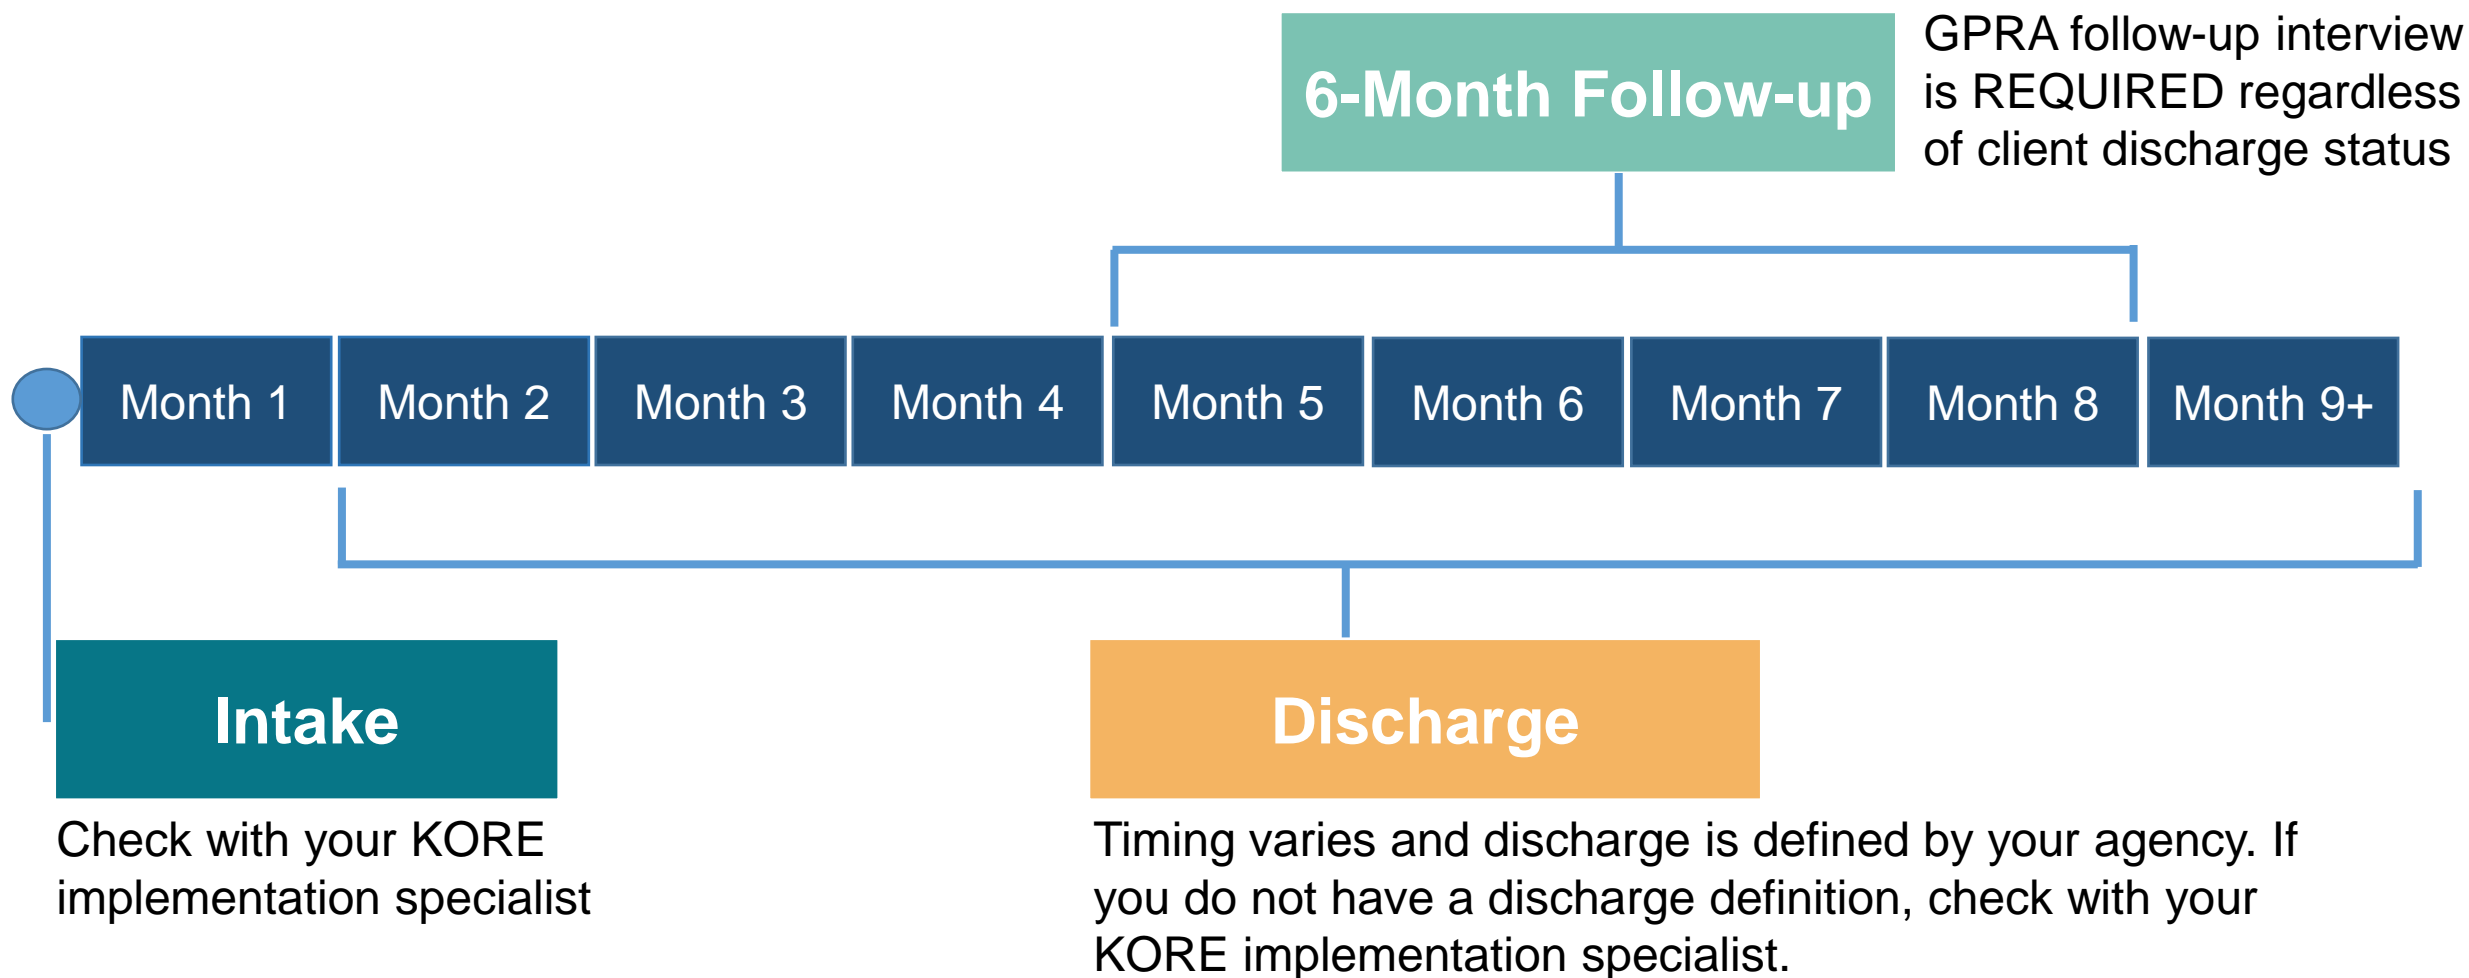 6-Month Follow-up
GPRA follow-up interview
is REQUIRED regardless
of client discharge status
Month 1
Month 2
Month 3
Month 4
Month 5
Month 6
Month 7
Month 8
Month 9+
Intake
Check with your KORE
implementation specialist
Discharge
Timing varies and discharge is defined by your agency. If
you do not have a discharge definition, check with your
KORE implementation specialist.